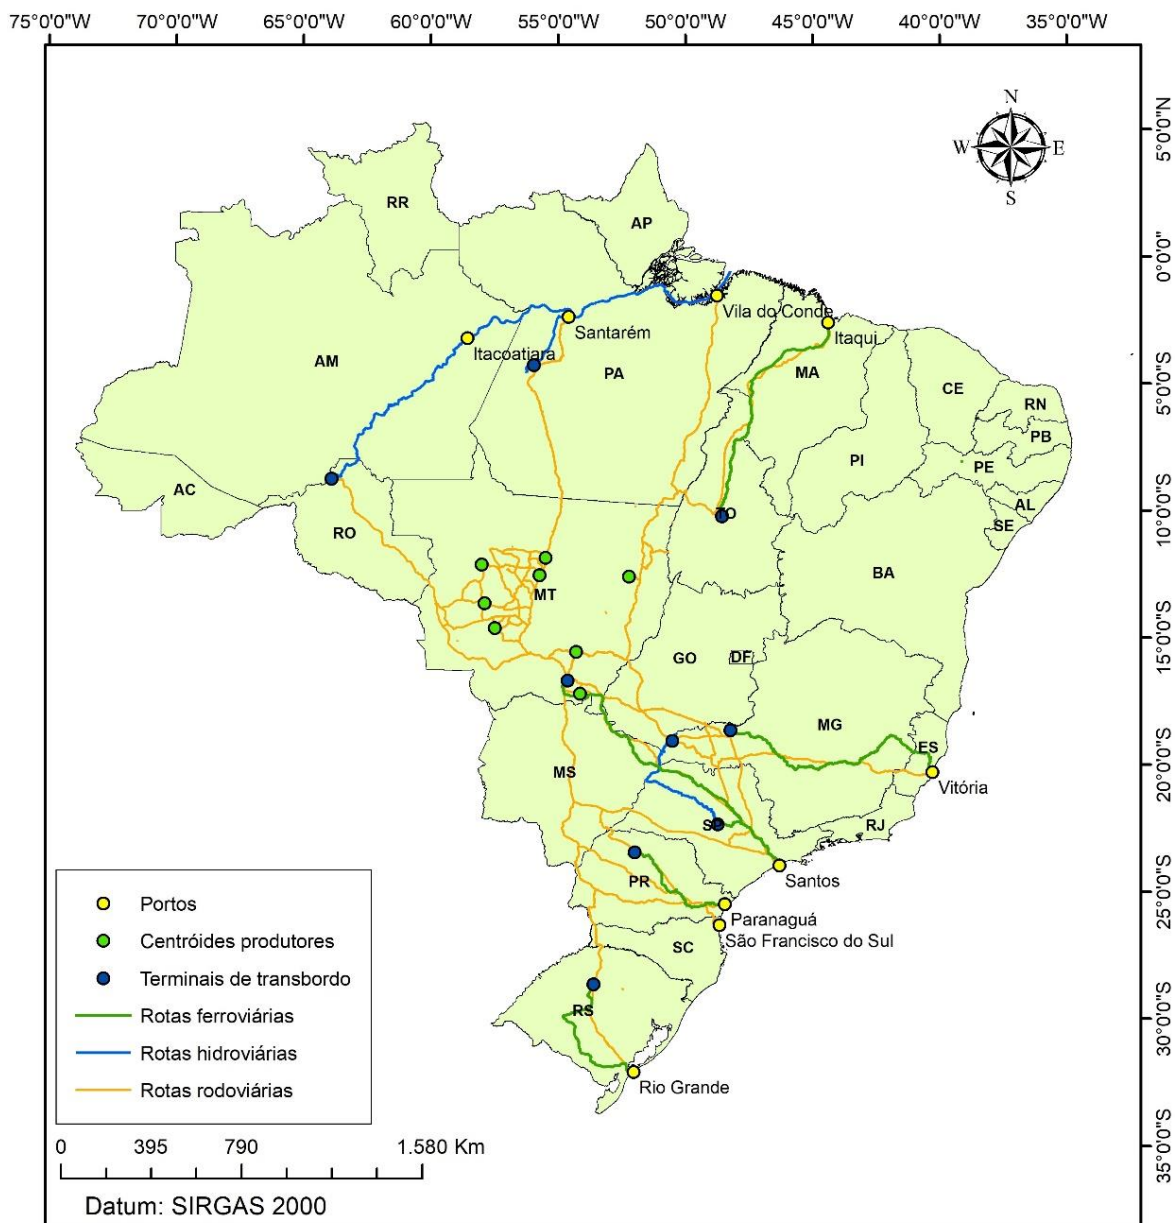 75°0'0"W 70°0'0"W 65°0'0"W 60°0'0"W 55°0'0"W 50°0'0"W 45°0'0"W 40°0'0"W 35°0'0"W
N
W E
S
5°0'0"N
0°0'0"
5°0'0"S
10°0'0"S
15°0'0"S
20°0'0"S
25°0'0"S
30°0'0"S
35°0'0"S
RR
AP
Vila do Conde
Santarém
Itaqui
Itacoatiara
AM
PA
MA
CE
RN
PB
PI
PE
AC
AL
TO
SE
RO
BA
MT
GO
DF
MG
ES
MS
Vitória
SP
RJ
Santos
PR
Paranaguá
São Francisco do Sul
SC
RS
Rio Grande
Portos
Centróides produtores
Terminais de transbordo
Rotas ferroviárias
Rotas hidroviárias
Rotas rodoviárias
0 395 790 1.580 Km
Datum: SIRGAS 2000